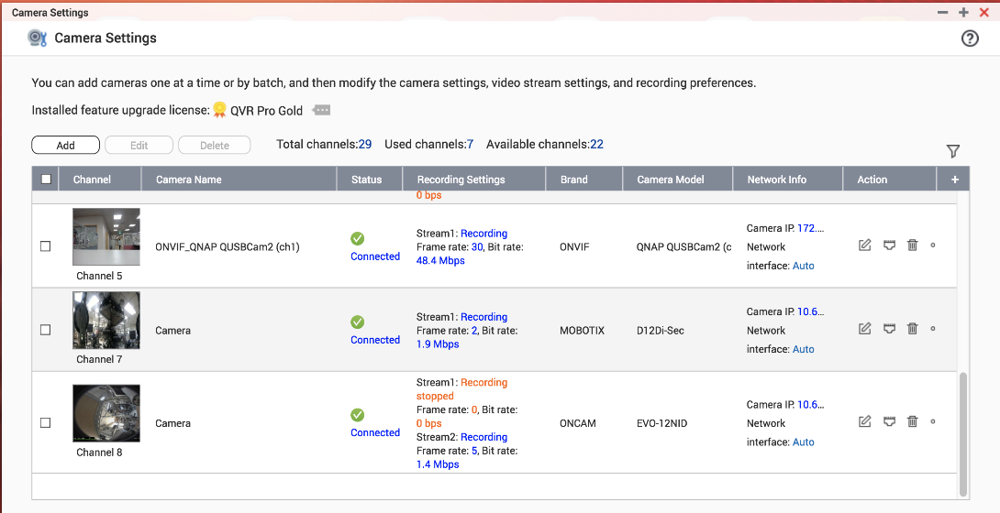 Camera Settings
Camera Settings
You can add cameras one at a time or by batch, and then modify the camera settings, video stream settings, and recording preferences.
Installed feature upgrade license: QVR Pro Gold
Add Edit Delete Total channels:29 Used channels:7 Available channels:22
Channel Camera Name Status Recording Settings Brand Camera Model Network Info Action +
0 bps
Channel 5
ONVIF_QNAP QUSBCam2 (ch1)
Connected
Stream1: Recording
Frame rate: 30, Bit rate:
48.4 Mbps
ONVIF
QNAP QUSBCam2 (c
Camera IP: 172....
Network
interface: Auto
Channel 7
Camera
Connected
Stream1: Recording
Frame rate: 2, Bit rate:
1.9 Mbps
MOBOTIX
D12Di-Sec
Camera IP: 10.6...
Network
interface: Auto
Channel 8
Camera
Connected
Stream1: Recording
stopped
Frame rate: 0, Bit rate:
0 bps
Stream2: Recording
Frame rate: 5, Bit rate:
1.4 Mbps
ONCAM
EVO-12NID
Camera IP: 10.6...
Network
interface: Auto